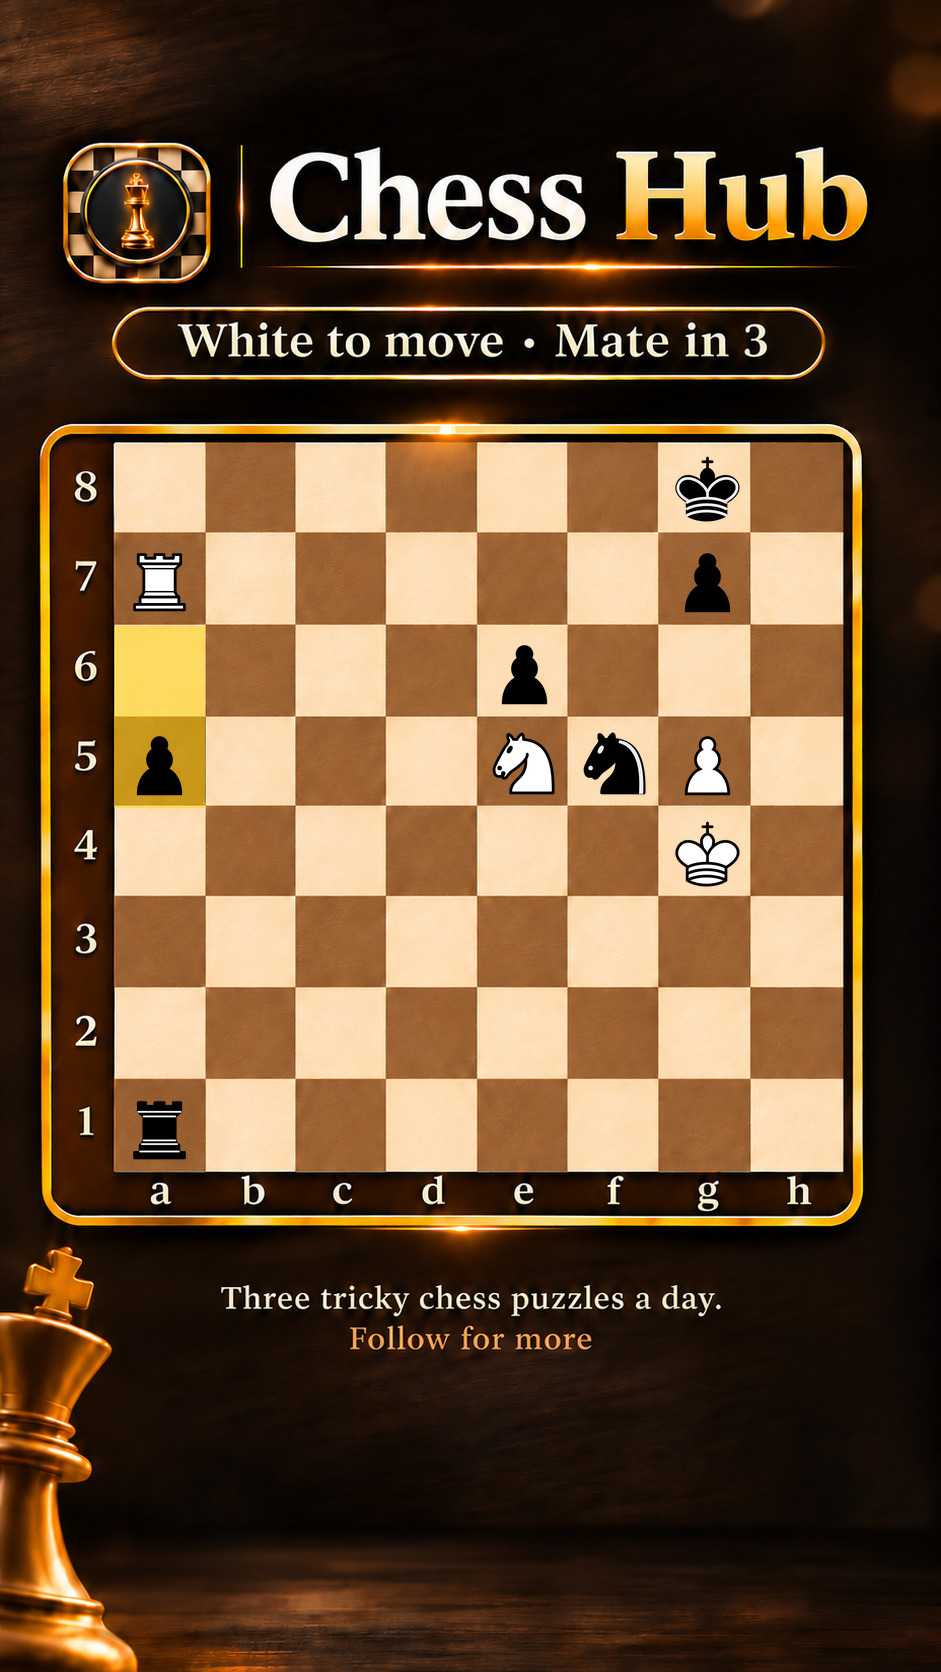 Chess Hub
White to move • Mate in 3
8
7
6
5
4
3
2
1
a b c d e f g h
Three tricky chess puzzles a day.
Follow for more